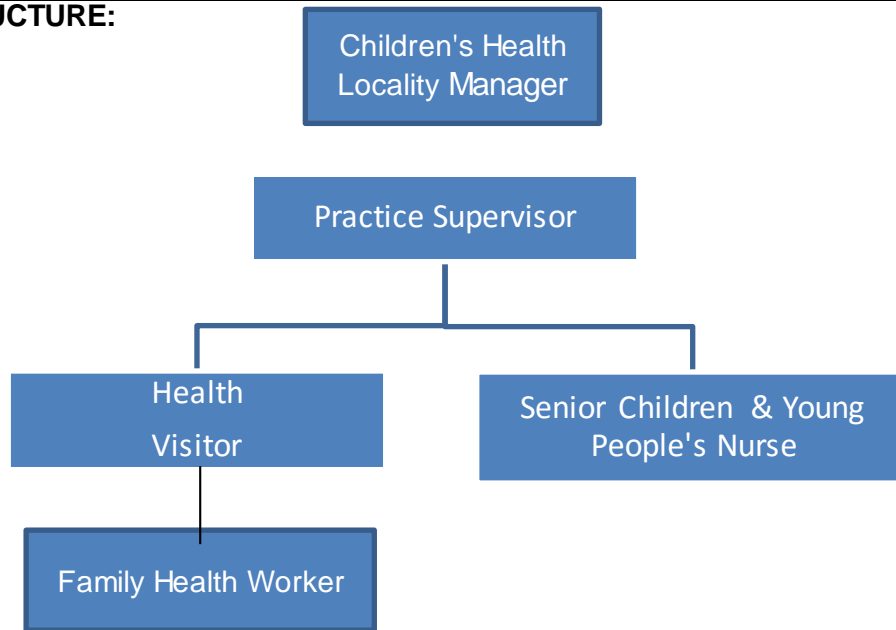 UCTURE:
Children's Health
Locality Manager
Practice Supervisor
Health
Visitor
Senior Children & Young
People's Nurse
Family Health Worker